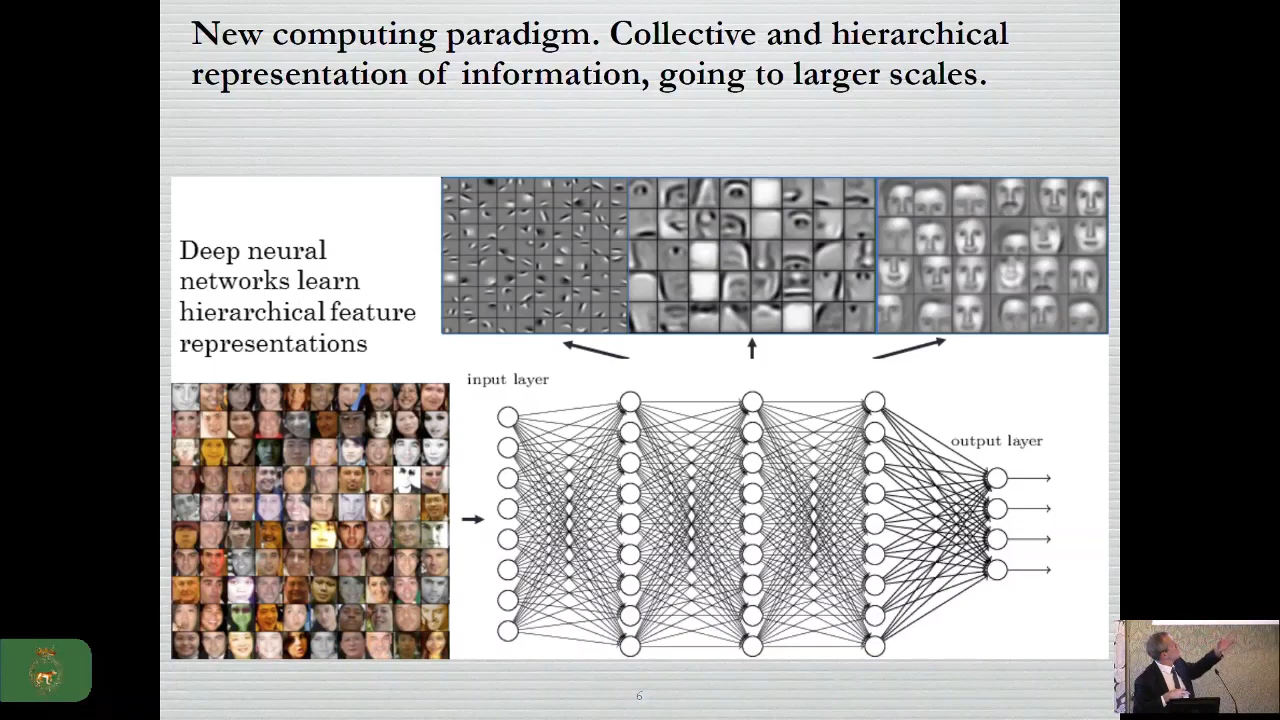 New computing paradigm. Collective and hierarchical
representation of information, going to larger scales.
Deep neural
networks learn
hierarchical feature
representations
input layer
output layer
6